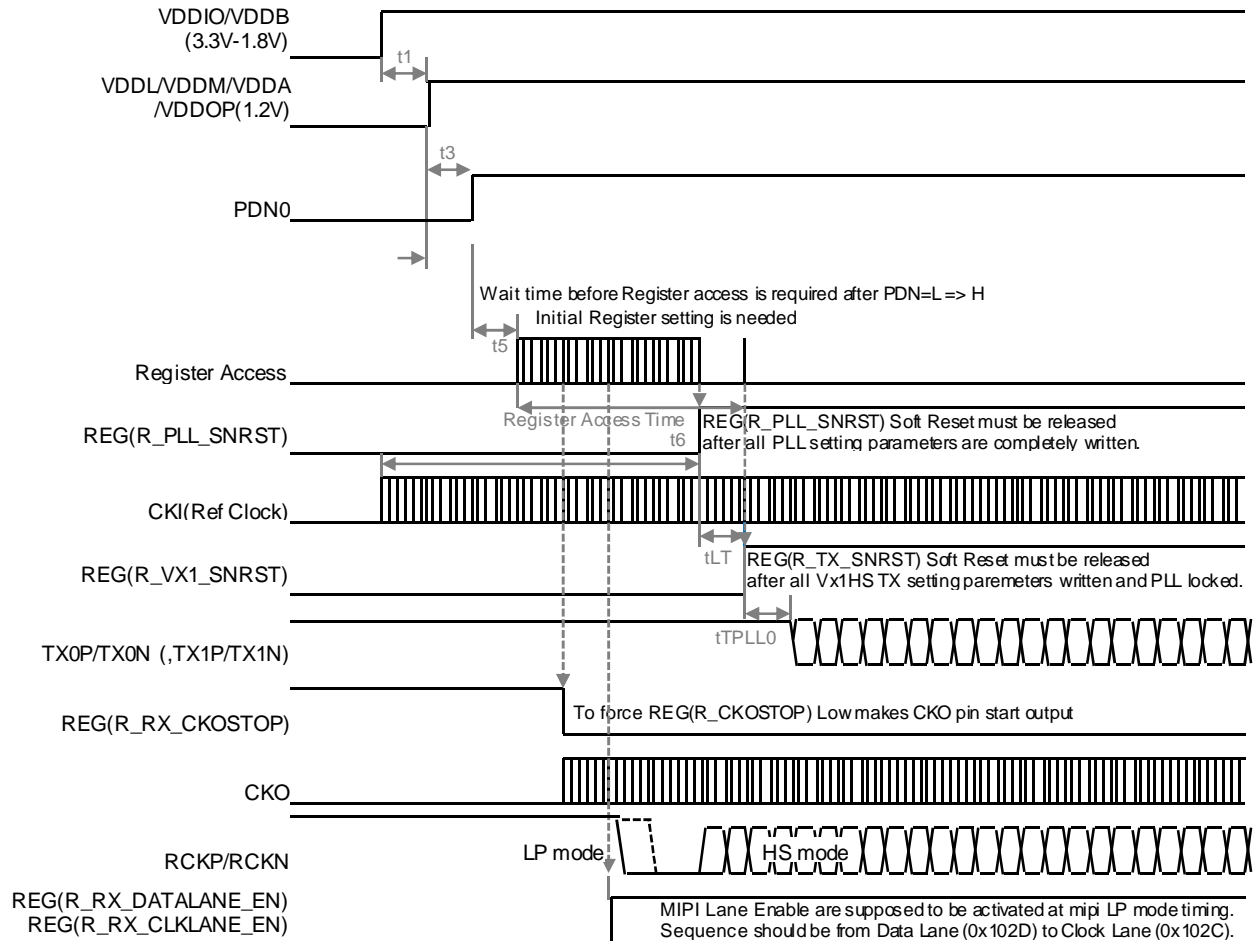 VDDIO/VDDB
(3.3V-1.8V)
t1
VDDL/VDDM/VDDA
/VDDOP(1.2V)
t3
PDN0
Wait time before Register access is required after PDN=L => H
Initial Register setting is needed
t5
Register Access
Register Access Time
t6
REG(R_PLL_SNRST)
REG(R_PLL_SNRST) Soft Reset must be released
after all PLL setting parameters are completely written.
CKI(Ref Clock)
tLT
REG(R_VX1_SNRST)
REG(R_TX_SNRST) Soft Reset must be released
after all Vx1HS TX setting paremeters written and PLL locked.
tTPLL0
TX0P/TX0N (,TX1P/TX1N)
REG(R_RX_CKOSTOP)
To force REG(R_CKOSTOP) Low makes CKO pin start output
CKO
RCKP/RCKN
LP mode
HS mode
REG(R_RX_DATALANE_EN)
REG(R_RX_CLKLANE_EN)
MIPI Lane Enable are supposed to be activated at mipi LP mode timing.
Sequence should be from Data Lane (0x102D) to Clock Lane (0x102C).